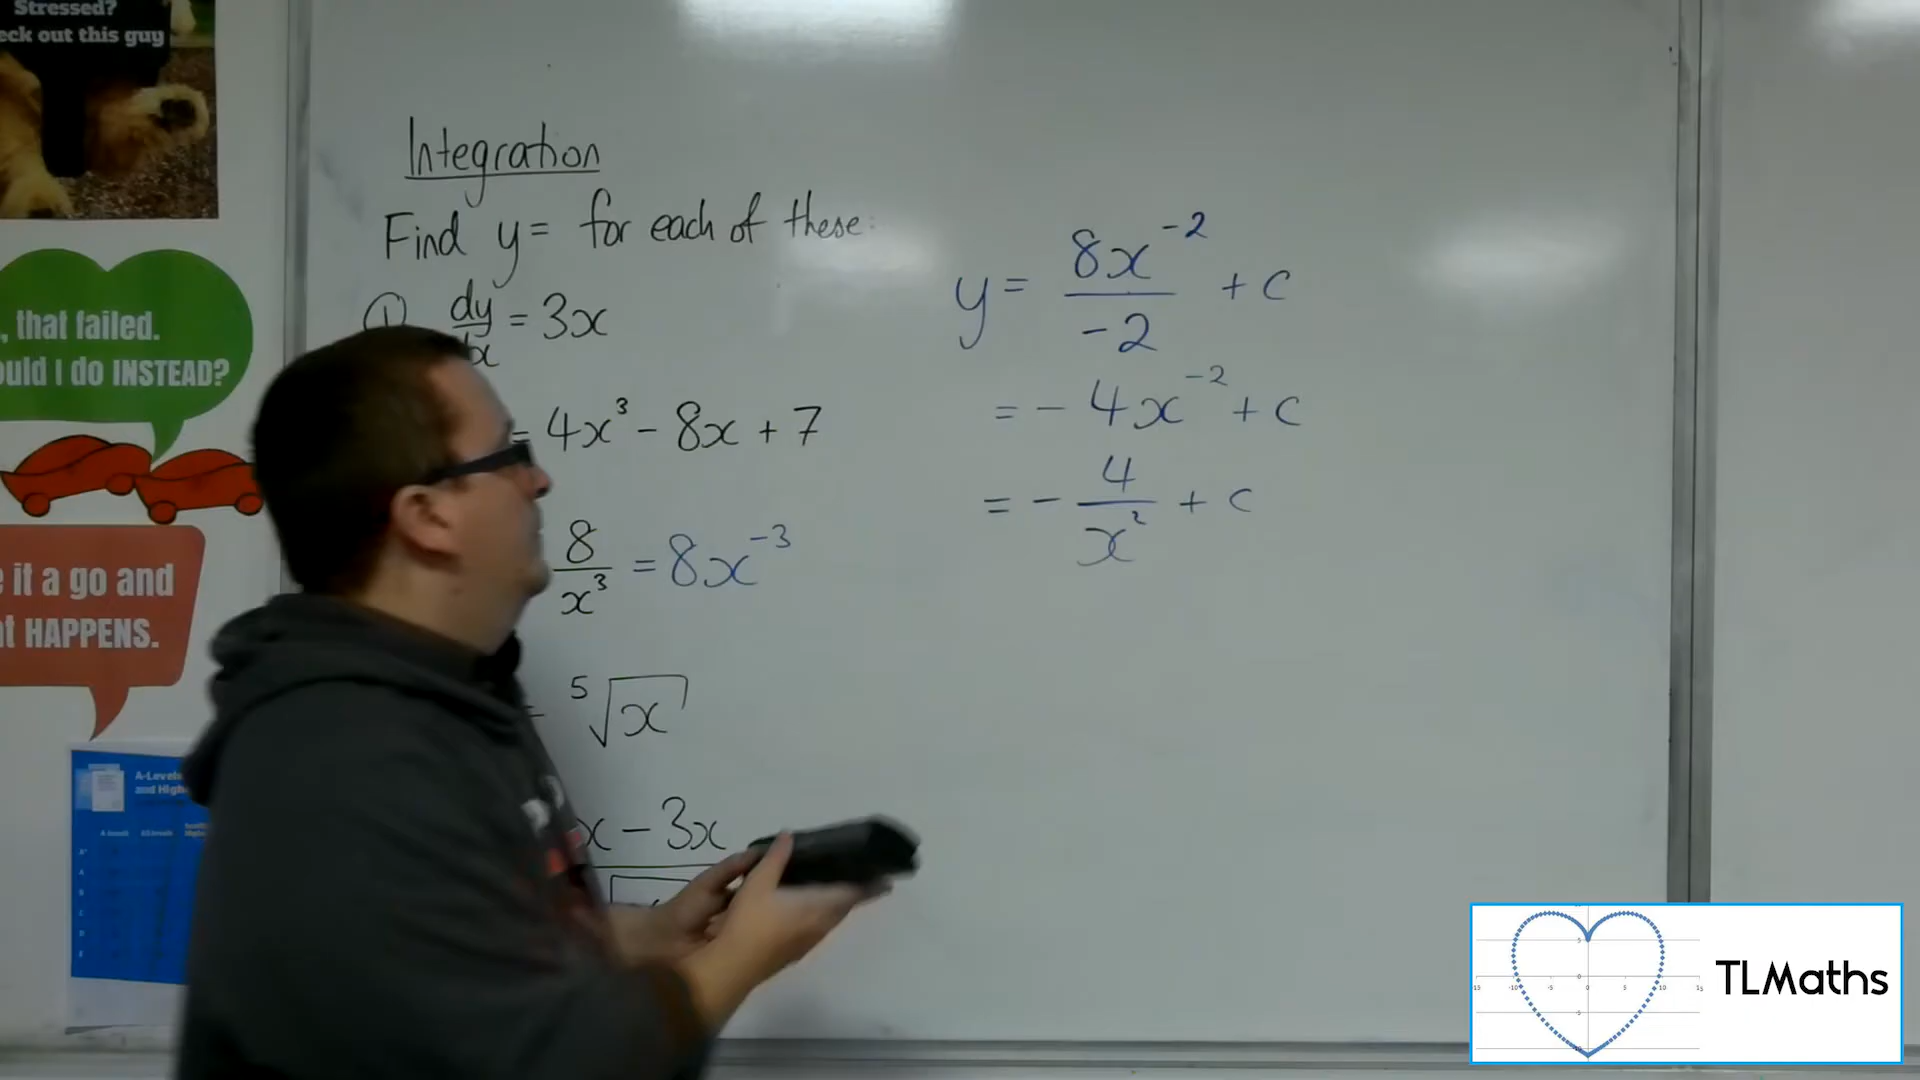 Stressed?
eck out this guy
, that failed.
ould I do INSTEAD?
e it a go and
t HAPPENS.
A-Levels
and High
Integration
Find y= for each of these:
① dy/dx = 3x
= 4x³ - 8x + 7
8/x³ = 8x⁻³
⁵√x
x - 3x
y = 8x⁻²/-2 + c
= - 4x⁻² + c
= - 4/x² + c
TLMaths